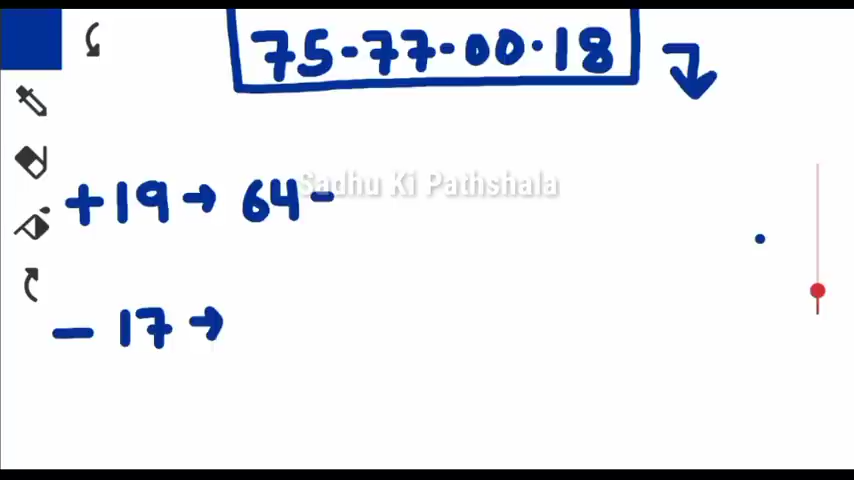 75-77-00-18
Sadhu Ki Pathshala
+19→ 64-
- 17→